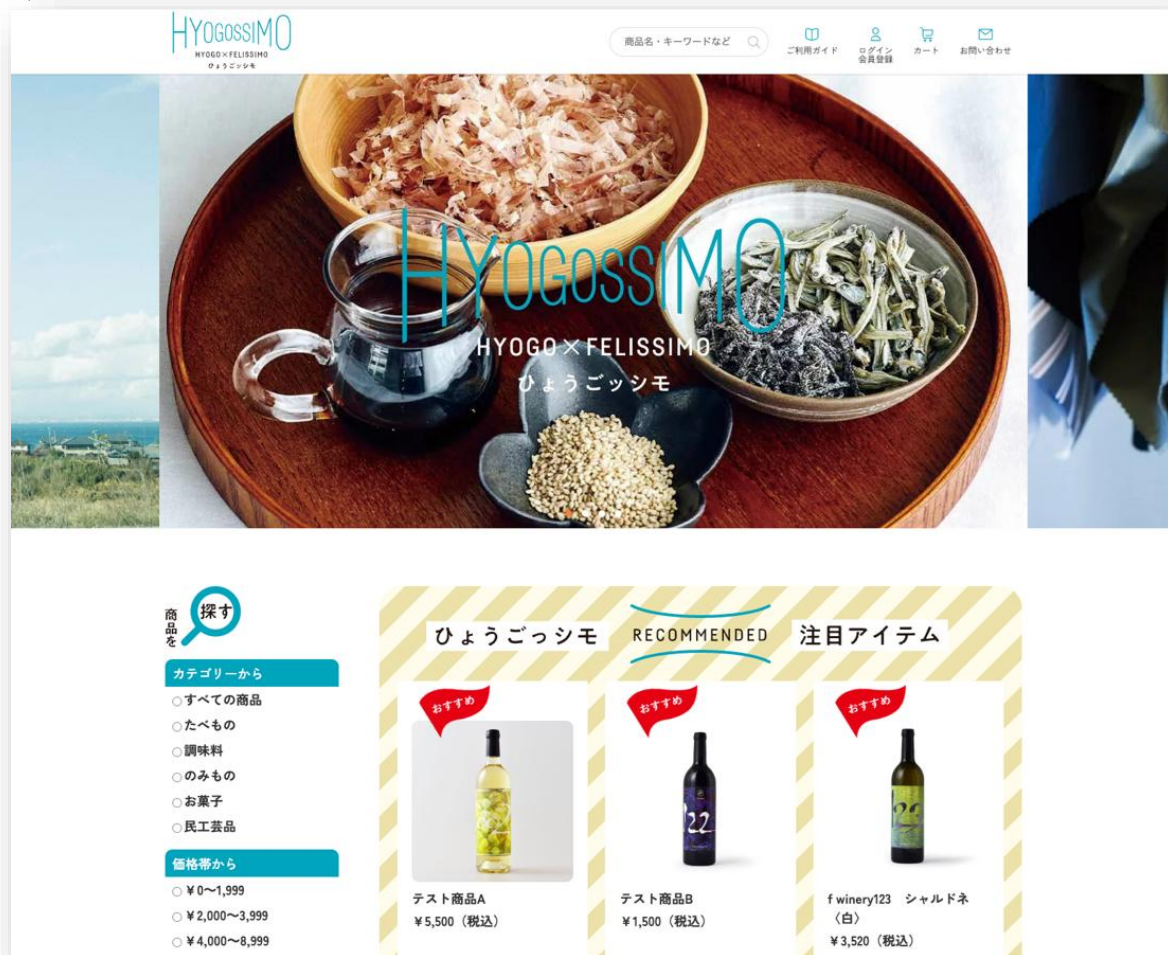 HYOGOSSIMO
HYOGO×FELISSIMO
ひょうごッシモ
商品名・キーワードなど
ご利用ガイド
ログイン
会員登録
カート
お問い合わせ
HYOGOSSIMO
HYOGO×FELISSIMO
ひょうごッシモ
商品を
探す
カテゴリーから
すべての商品
たべもの
調味料
のみもの
お菓子
民工芸品
価格帯から
¥0〜1,999
¥2,000〜3,999
¥4,000〜8,999
ひょうごっシモ RECOMMENDED 注目アイテム
おすすめ
テスト商品A
¥5,500（税込）
おすすめ
22
テスト商品B
¥1,500（税込）
おすすめ
f winery123　シャルドネ
〈白〉
¥3,520（税込）